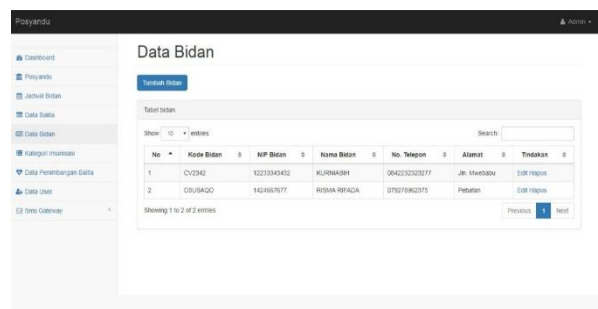 Posyandu
Admin
Dashboard
Posyandu
Jadwal Bidan
Data Balita
Data Bidan
Kategori Imunisasi
Data Penimbangan Balita
Data User
Sms Gateway
Data Bidan
Tambah Bidan
Tabel bidan
Show 10 entries Search:
No Kode Bidan NIP Bidan Nama Bidan No. Telepon Alamat Tindakan
1 CV2342 12233343432 KURNIASIH 0842232323277 Jln. Mwebabu Edit Hapus
2 1424667677 RISMA RIFADA 079278962375 Pebatan Edit Hapus
Showing 1 to 2 of 2 entries
Previous 1 Next